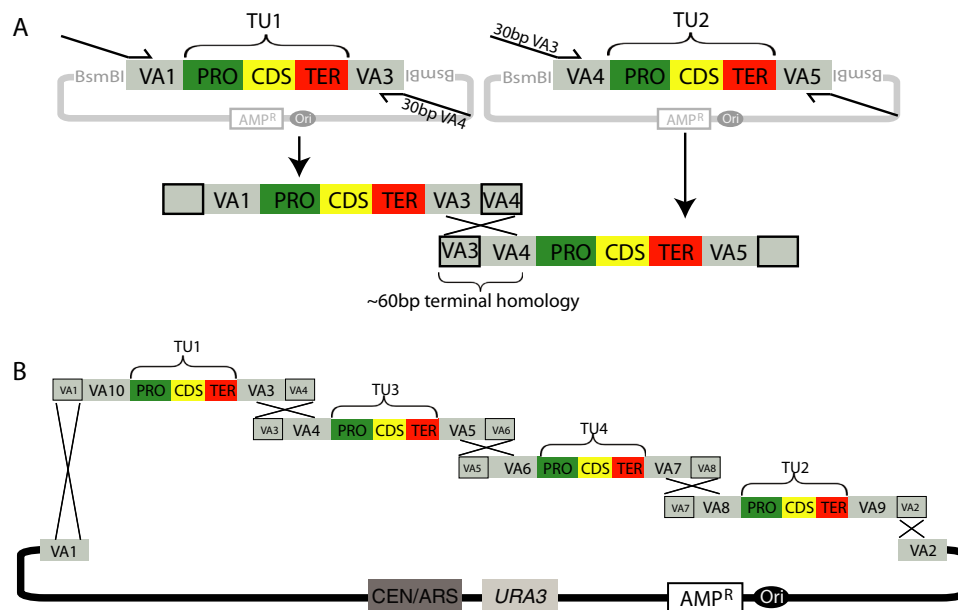 A
TU1
TU2
30bp VA3
BsmBI VA1 PRO CDS TER VA3 BsmBI
BsmBI VA4 PRO CDS TER VA5 BsmBI
30bp VA4
AMPR Ori
AMPR Ori
VA1 PRO CDS TER VA3 VA4
VA3 VA4 PRO CDS TER VA5
~60bp terminal homology
B
TU1
VA1 VA10 PRO CDS TER VA3 VA4
TU3
VA3 VA4 PRO CDS TER VA5 VA6
TU4
VA5 VA6 PRO CDS TER VA7 VA8
TU2
VA7 VA8 PRO CDS TER VA9 VA2
VA1
VA2
CEN/ARS URA3 AMPR Ori